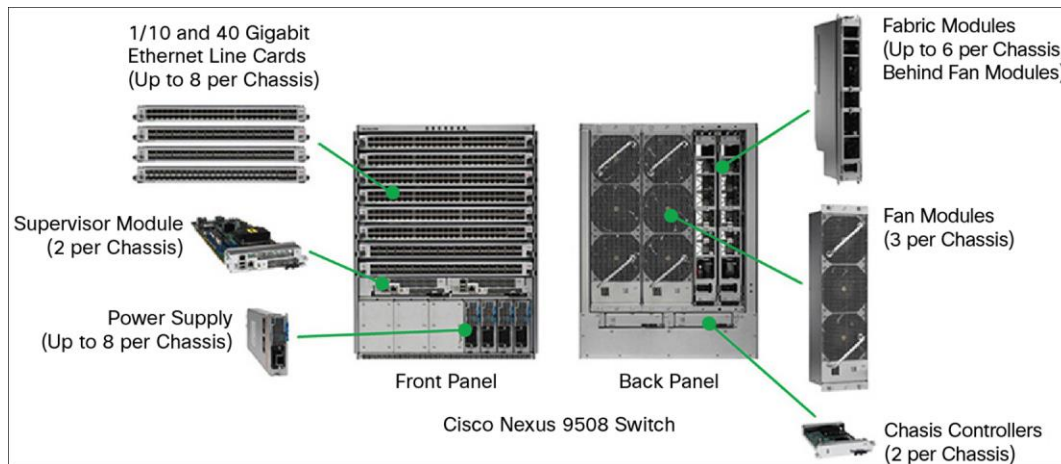 1/10 and 40 Gigabit
Ethernet Line Cards
(Up to 8 per Chassis)
Supervisor Module
(2 per Chassis)
Power Supply
(Up to 8 per Chassis)
Front Panel
Back Panel
Cisco Nexus 9508 Switch
Fabric Modules
(Up to 6 per Chassis
Behind Fan Modules)
Fan Modules
(3 per Chassis)
Chasis Controllers
(2 per Chassis)